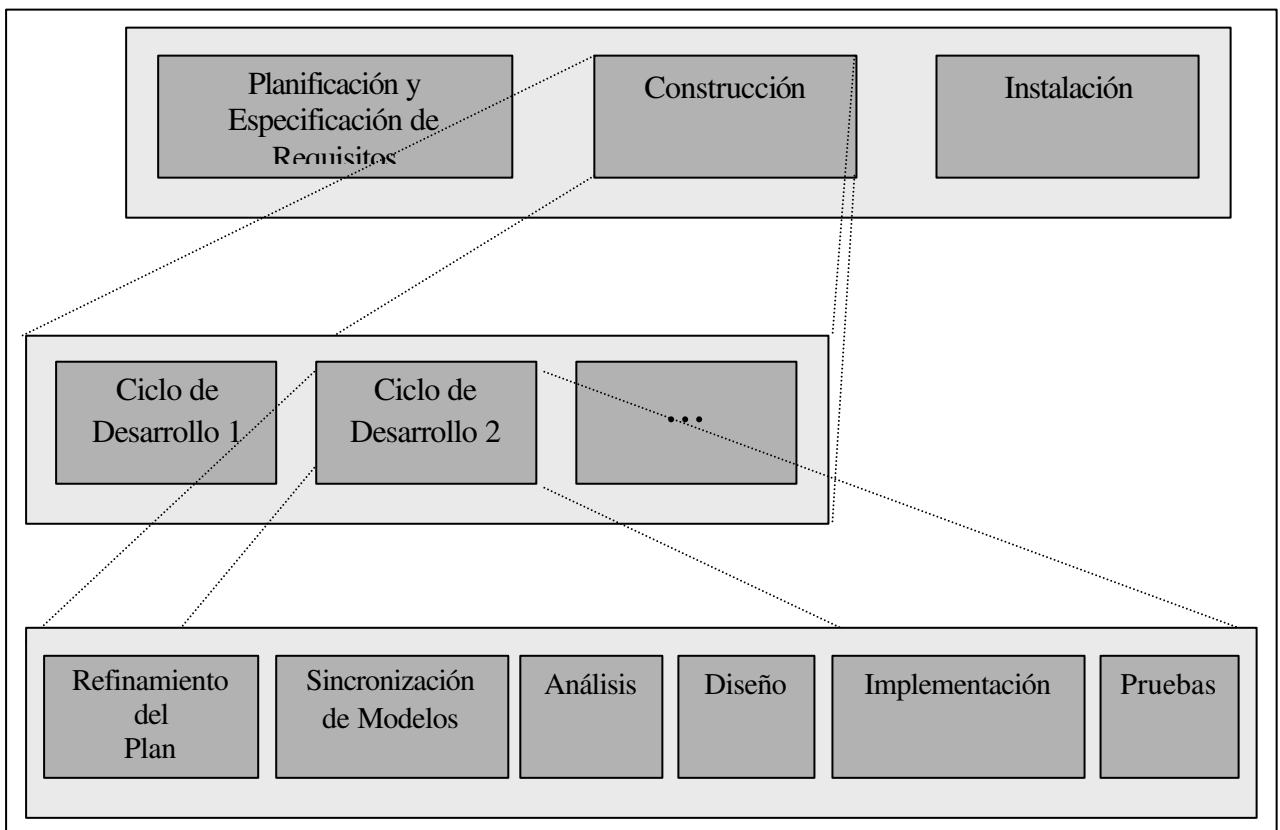 Planificación y
Especificación de
Requisitos
Construcción
Instalación
Ciclo de
Desarrollo 1
Ciclo de
Desarrollo 2
...
Refinamiento
del
Plan
Sincronización
de Modelos
Análisis
Diseño
Implementación
Pruebas